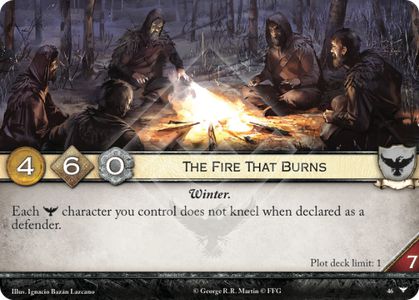 4 6 0 The Fire That Burns
Winter.
Each character you control does not kneel when declared as a
defender.
Plot deck limit: 1
7
Illus. Ignacio Bazán Lazcano © George R.R. Martin © FFG 46